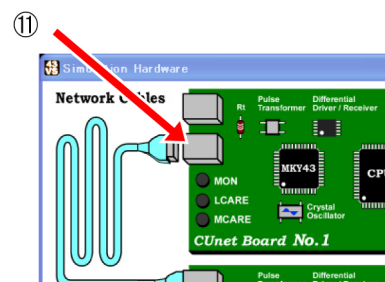 ⑪
Simulation Hardware
Network Cables
Rt
Pulse
Transformer
Differential
Driver / Receiver
MKY43
CPU
MON
LCARE
MCARE
Crystal
Oscillator
CUnet Board No.1
Pulse
Differential